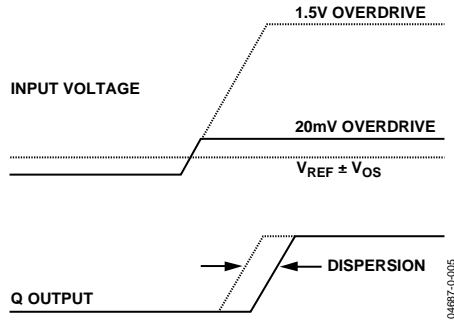 1.5V OVERDRIVE
INPUT VOLTAGE
20mV OVERDRIVE
VREF ± VOS
DISPERSION
Q OUTPUT
04687-0-005